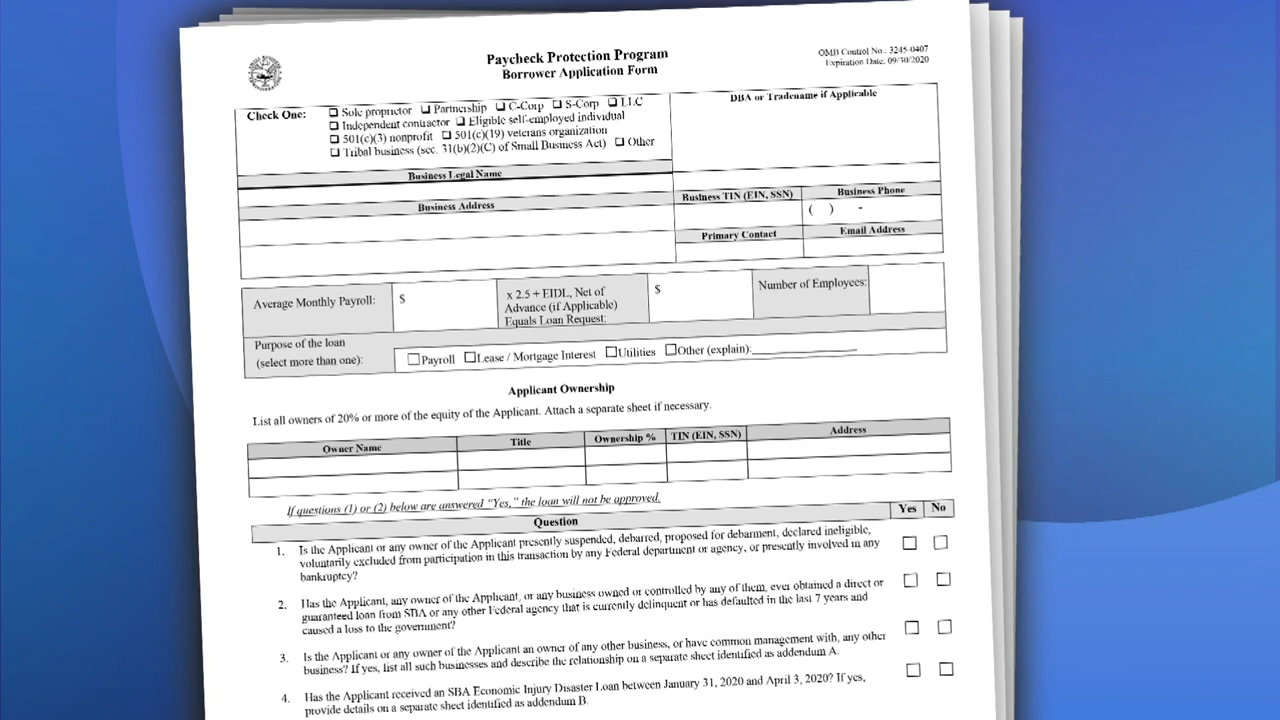 Paycheck Protection Program
Borrower Application Form
OMB Control No.: 3245-0407
Expiration Date: 09/30/2020
Check One:
❑ Sole proprietor ❑ Partnership ❑ C-Corp ❑ S-Corp ❑ LLC
❑ Independent contractor ❑ Eligible self-employed individual
❑ 501(c)(3) nonprofit ❑ 501(c)(19) veterans organization
❑ Tribal business (sec. 31(b)(2)(C) of Small Business Act) ❑ Other
DBA or Tradename if Applicable
Business Legal Name
Business Address
Business TIN (EIN, SSN)
Business Phone
( ) -
Primary Contact
Email Address
Average Monthly Payroll:
$
x 2.5 + EIDL, Net of
Advance (if Applicable)
Equals Loan Request:
$
Number of Employees:
Purpose of the loan
(select more than one):
☐Payroll ☐Lease / Mortgage Interest ☐Utilities ☐Other (explain):__________________
Applicant Ownership
List all owners of 20% or more of the equity of the Applicant. Attach a separate sheet if necessary.
Owner Name
Title
Ownership %
TIN (EIN, SSN)
Address
If questions (1) or (2) below are answered "Yes," the loan will not be approved.
Question
Yes
No
1. Is the Applicant or any owner of the Applicant presently suspended, debarred, proposed for debarment, declared ineligible,
voluntarily excluded from participation in this transaction by any Federal department or agency, or presently involved in any
bankruptcy?
2. Has the Applicant, any owner of the Applicant, or any business owned or controlled by any of them, ever obtained a direct or
guaranteed loan from SBA or any other Federal agency that is currently delinquent or has defaulted in the last 7 years and
caused a loss to the government?
3. Is the Applicant or any owner of the Applicant an owner of any other business, or have common management with, any other
business? If yes, list all such businesses and describe the relationship on a separate sheet identified as addendum A.
4. Has the Applicant received an SBA Economic Injury Disaster Loan between January 31, 2020 and April 3, 2020? If yes,
provide details on a separate sheet identified as addendum B.